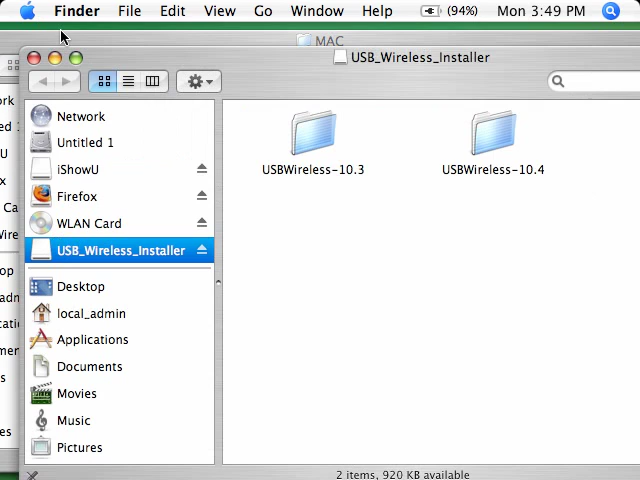 Finder File Edit View Go Window Help (94%) Mon 3:49 PM
MAC
USB_Wireless_Installer
Network
Untitled 1
iShowU
Firefox
WLAN Card
USB_Wireless_Installer
Desktop
local_admin
Applications
Documents
Movies
Music
Pictures
USBWireless-10.3
USBWireless-10.4
2 items, 920 KB available